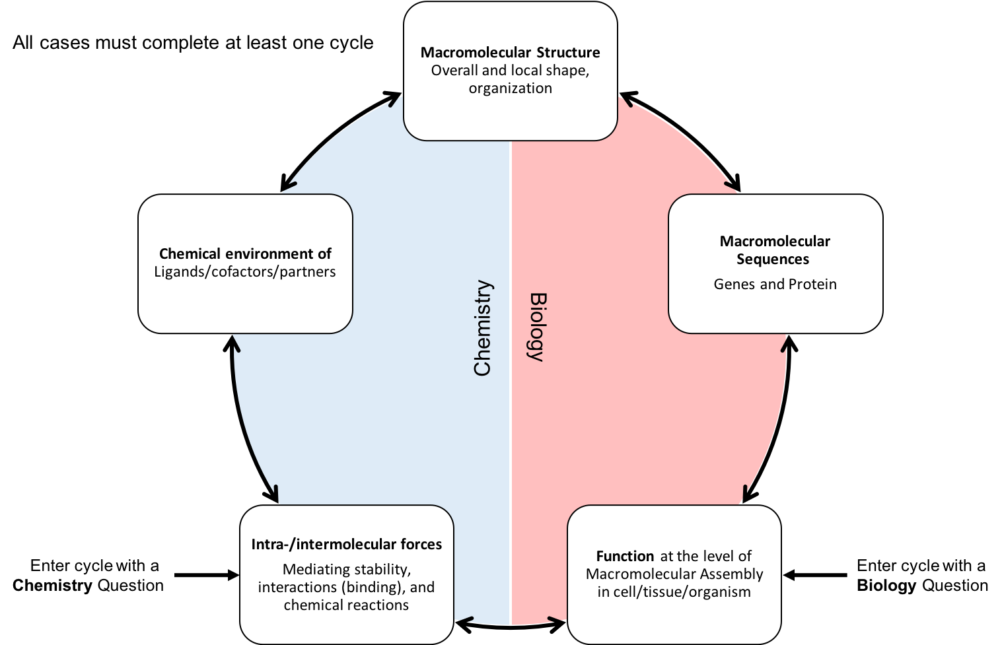 All cases must complete at least one cycle
Macromolecular Structure
Overall and local shape,
organization
Chemical environment of
Ligands/cofactors/partners
Macromolecular
Sequences
Genes and Protein
Chemistry
Biology
Intra-/intermolecular forces
Mediating stability,
interactions (binding), and
chemical reactions
Function at the level of
Macromolecular Assembly
in cell/tissue/organism
Enter cycle with a
Chemistry Question
Enter cycle with a
Biology Question